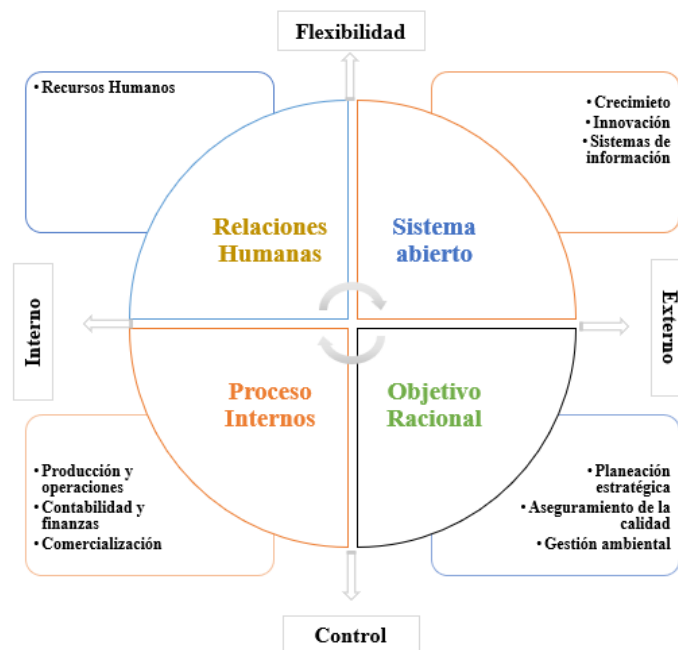 Flexibilidad
• Recursos Humanos
• Crecimieto
• Innovación
• Sistemas de
información
Relaciones
Humanas
Sistema
abierto
Interno
Externo
Proceso
Internos
Objetivo
Racional
• Producción y
operaciones
• Contabilidad y
finanzas
• Comercialización
• Planeación
estratégica
• Aseguramiento de la
calidad
• Gestión ambiental
Control